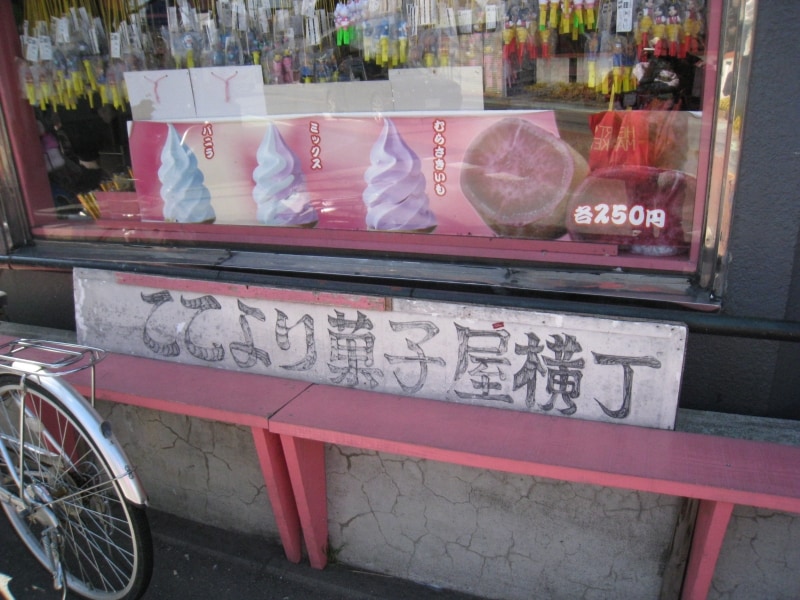 バニラ
ミックス
むらさきいも
各250円
ここより菓子屋横丁